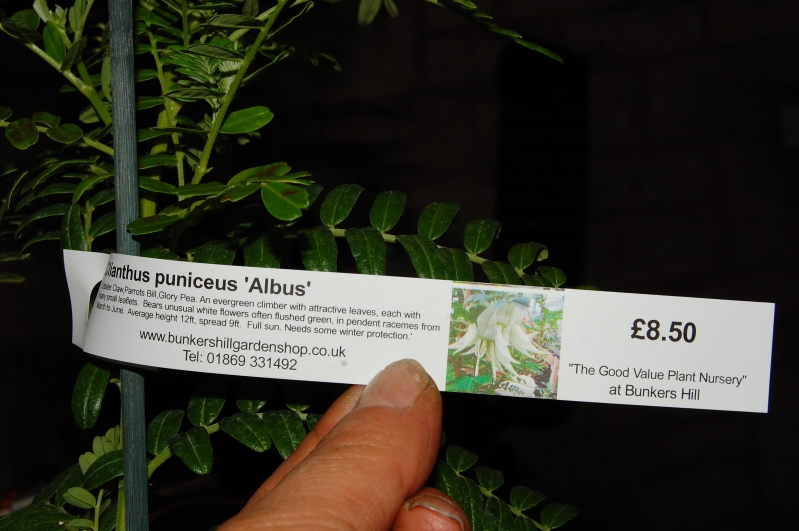 lianthus puniceus 'Albus'
Lobster Claw,Parrots Bill,Glory Pea. An evergreen climber with attractive leaves, each with
many small leaflets. Bears unusual white flowers often flushed green, in pendent racemes from
March to June. Average height 12ft, spread 9ft. Full sun. Needs some winter protection.'
www.bunkershillgardenshop.co.uk
Tel: 01869 331492
£8.50
"The Good Value Plant Nursery"
at Bunkers Hill